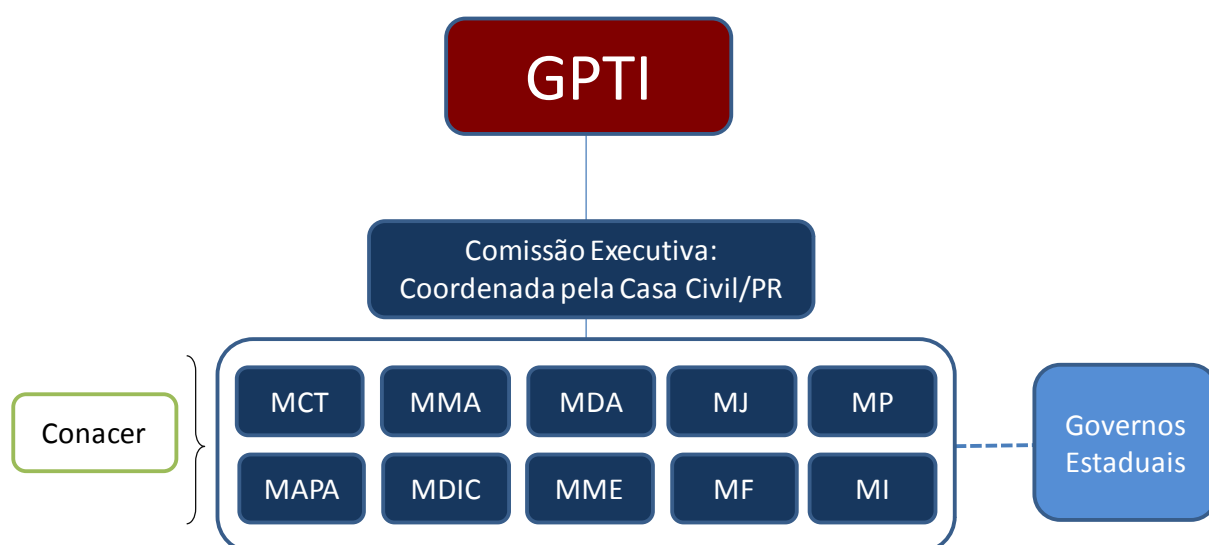 GPTI
Comissão Executiva:
Coordenada pela Casa Civil/PR
Conacer
MCT
MMA
MDA
MJ
MP
MAPA
MDIC
MME
MF
MI
Governos
Estaduais